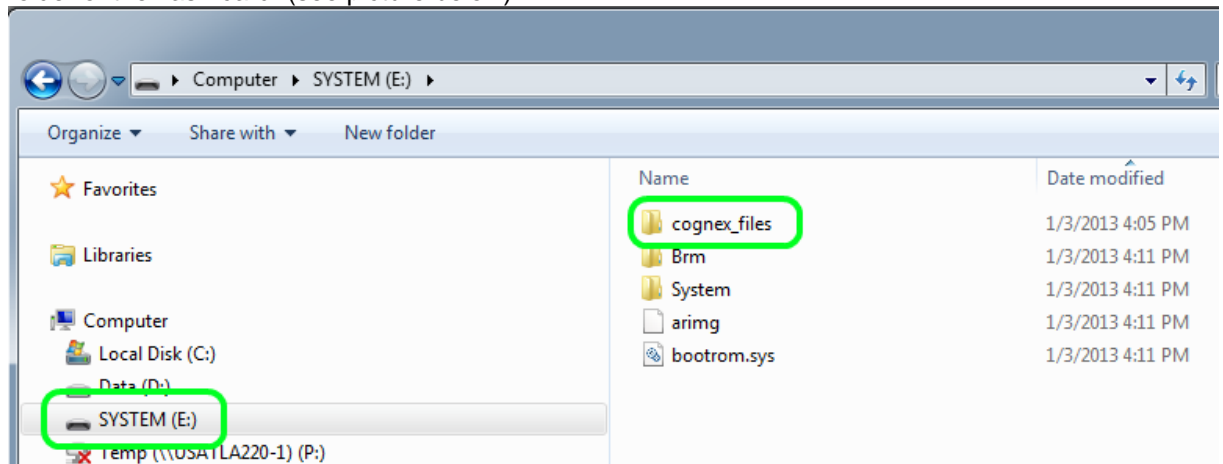 Computer SYSTEM (E:)
Organize Share with New folder
Favorites
Libraries
Computer
Local Disk (C:)
Data (D:)
SYSTEM (E:)
Temp (\\USATLA220-1) (P:)
Name Date modified
cognex_files 1/3/2013 4:05 PM
Brm 1/3/2013 4:11 PM
System 1/3/2013 4:11 PM
arimg 1/3/2013 4:11 PM
bootrom.sys 1/3/2013 4:11 PM